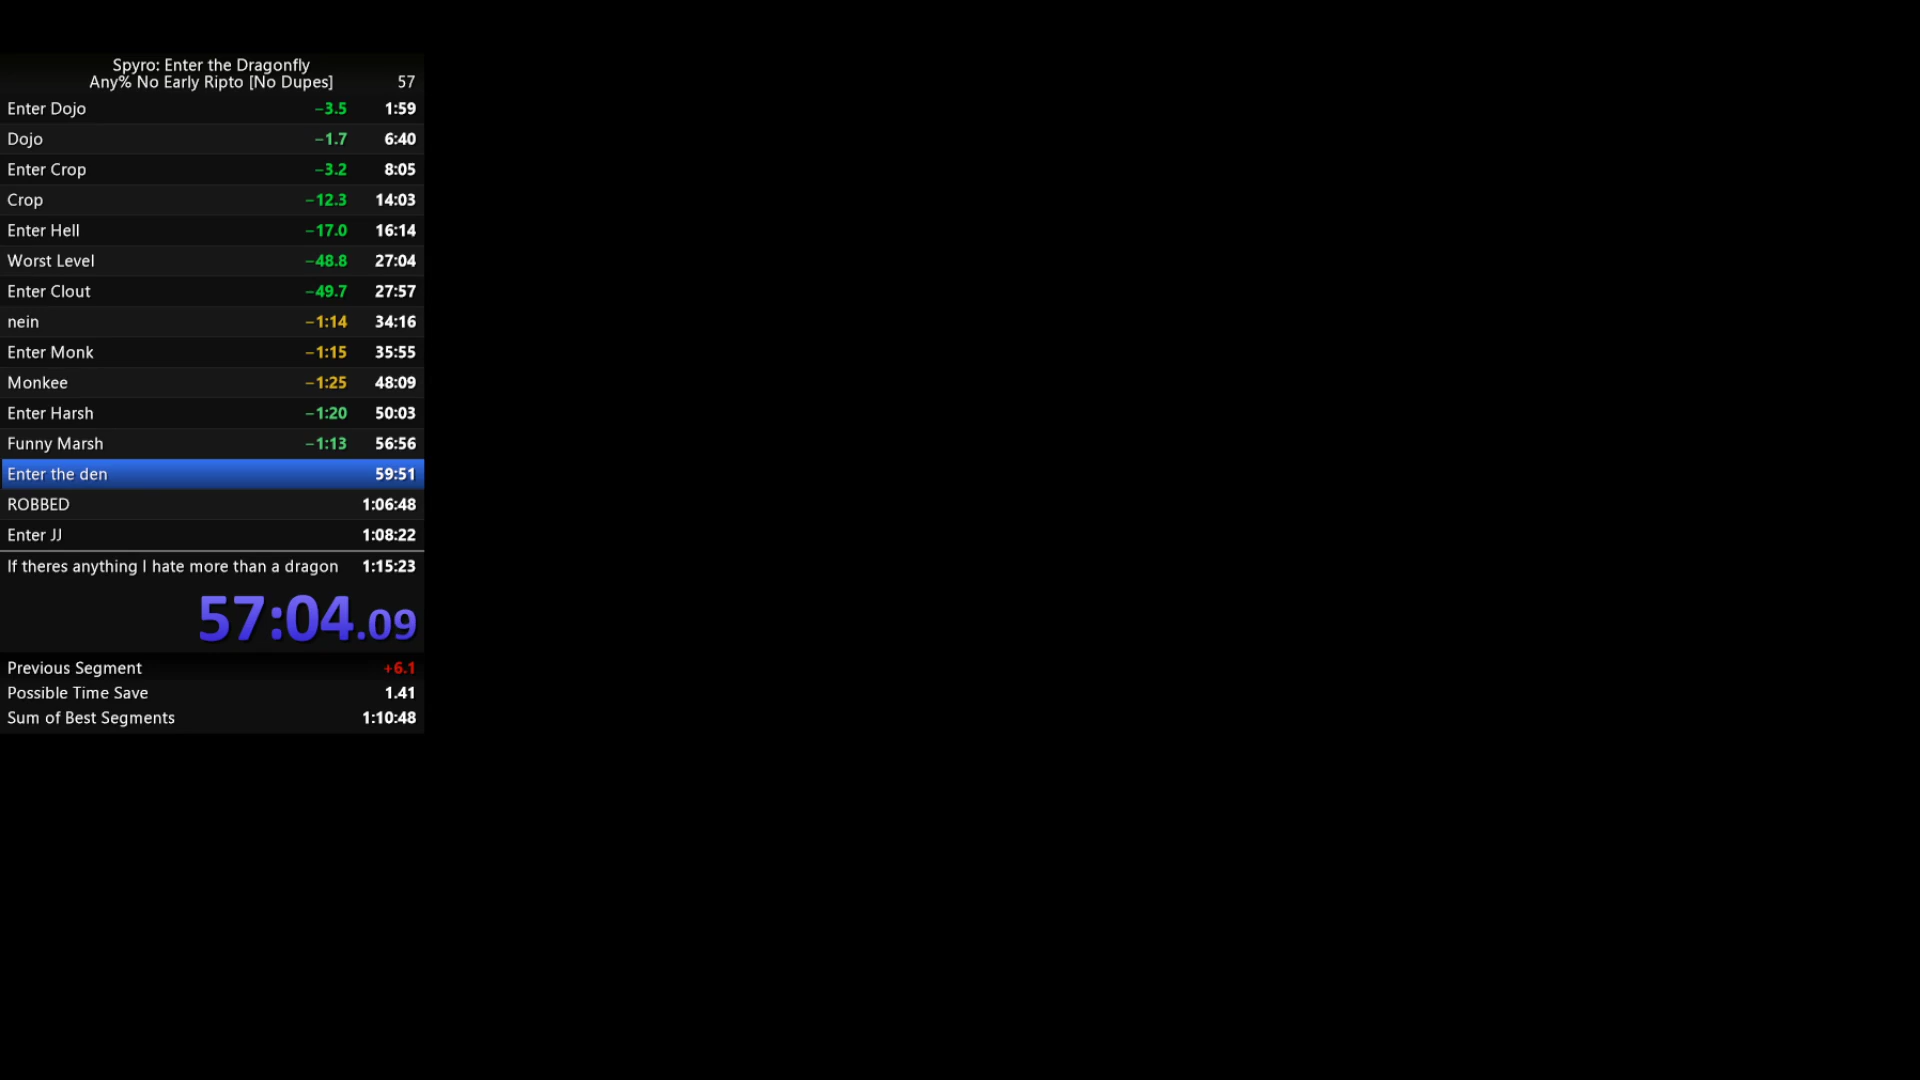 Spyro: Enter the Dragonfly
Any% No Early Ripto [No Dupes] 57
Enter Dojo −3.5 1:59
Dojo −1.7 6:40
Enter Crop −3.2 8:05
Crop −12.3 14:03
Enter Hell −17.0 16:14
Worst Level −48.8 27:04
Enter Clout −49.7 27:57
nein −1:14 34:16
Enter Monk −1:15 35:55
Monkee −1:25 48:09
Enter Harsh −1:20 50:03
Funny Marsh −1:13 56:56
Enter the den 59:51
ROBBED 1:06:48
Enter JJ 1:08:22
If theres anything I hate more than a dragon 1:15:23
57:04.09
Previous Segment +6.1
Possible Time Save 1.41
Sum of Best Segments 1:10:48